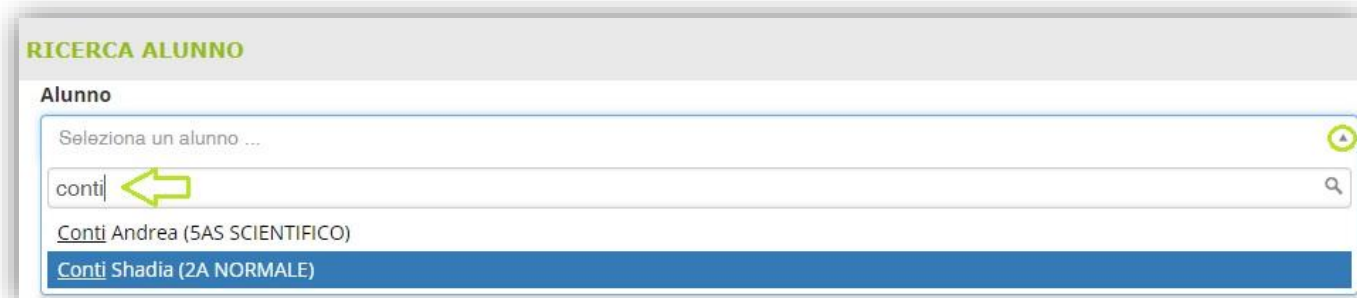 RICERCA ALUNNO
Alunno
Seleziona un alunno ...
conti
Conti Andrea (5AS SCIENTIFICO)
Conti Shadia (2A NORMALE)